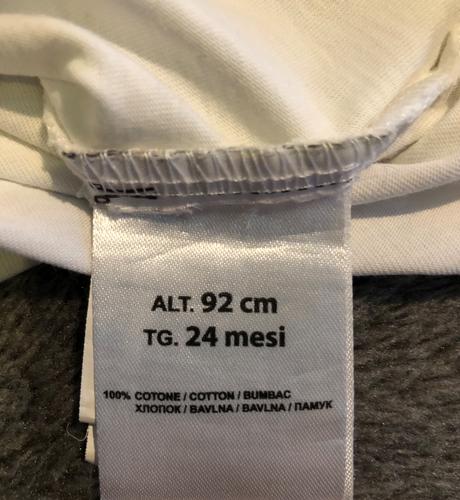 ALT. 92 cm
TG. 24 mesi
100% COTONE / COTTON / BUMBAC
ХЛОПОК / BAVLNA / BAVLNA / ПАМУК